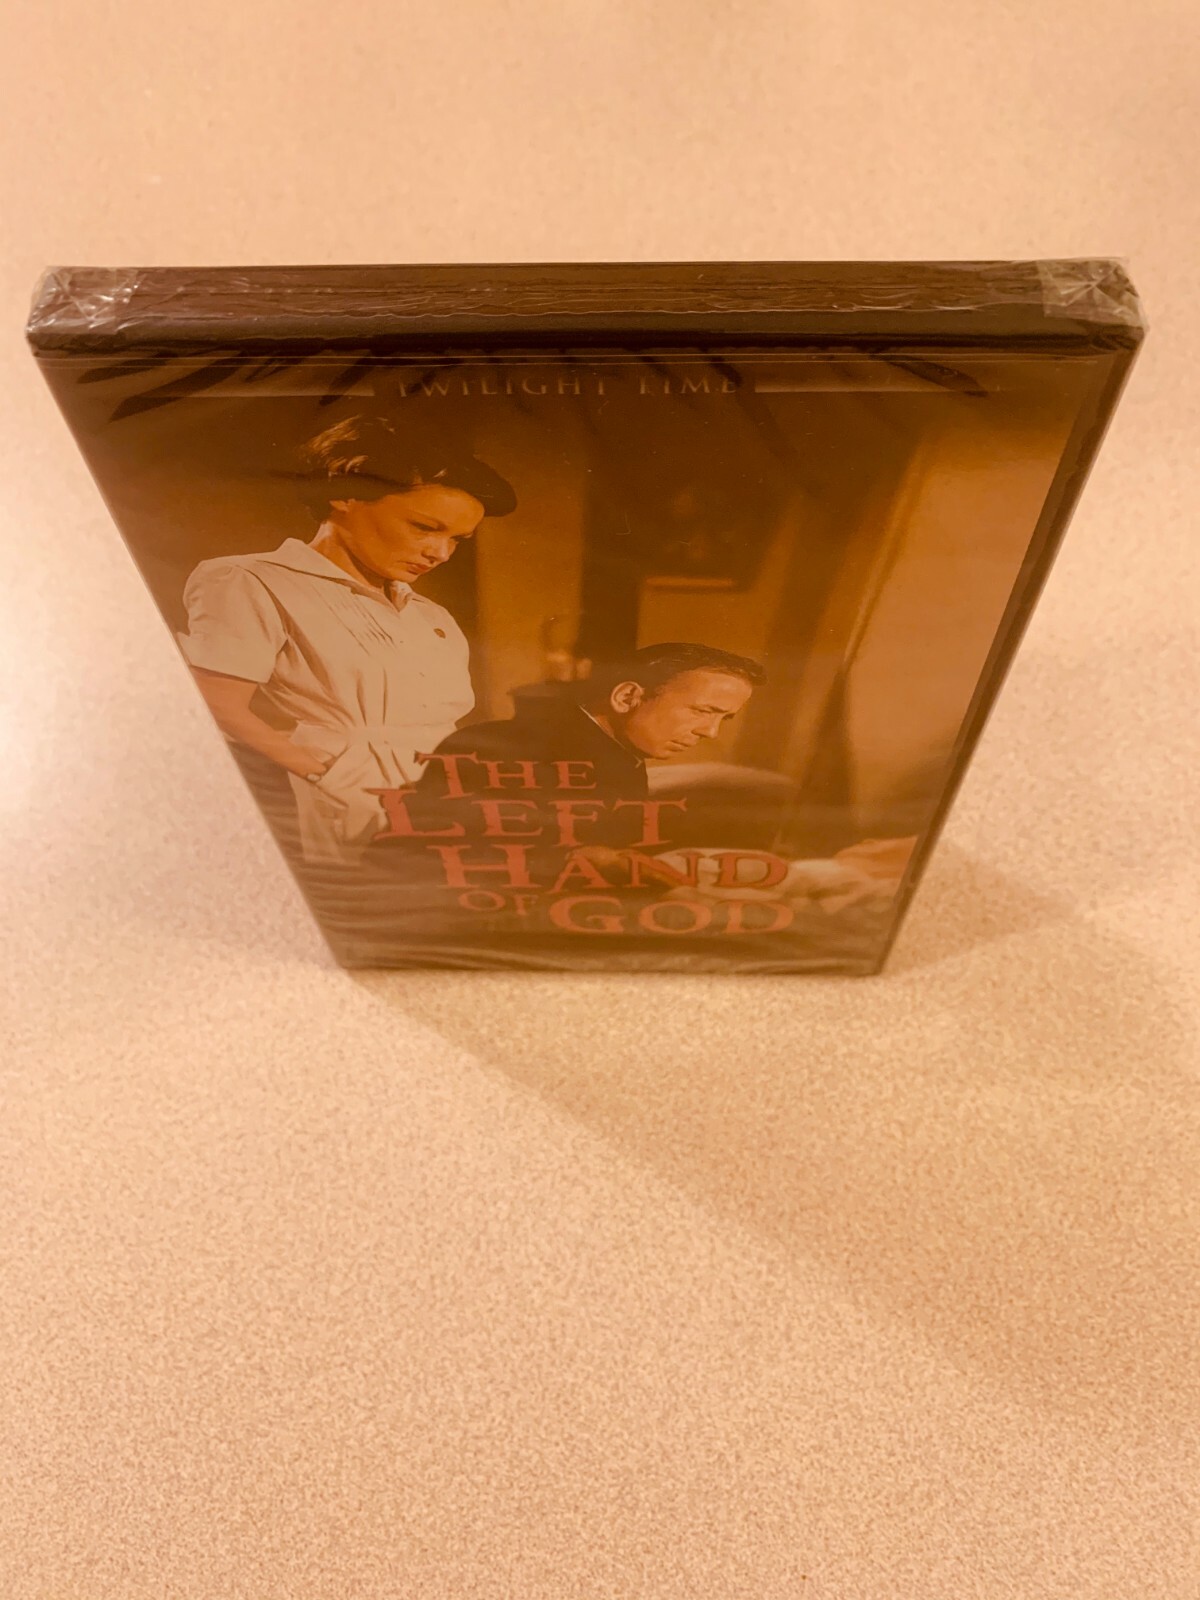 TWILIGHT TIME
THE
LEFT
HAND
OF GOD